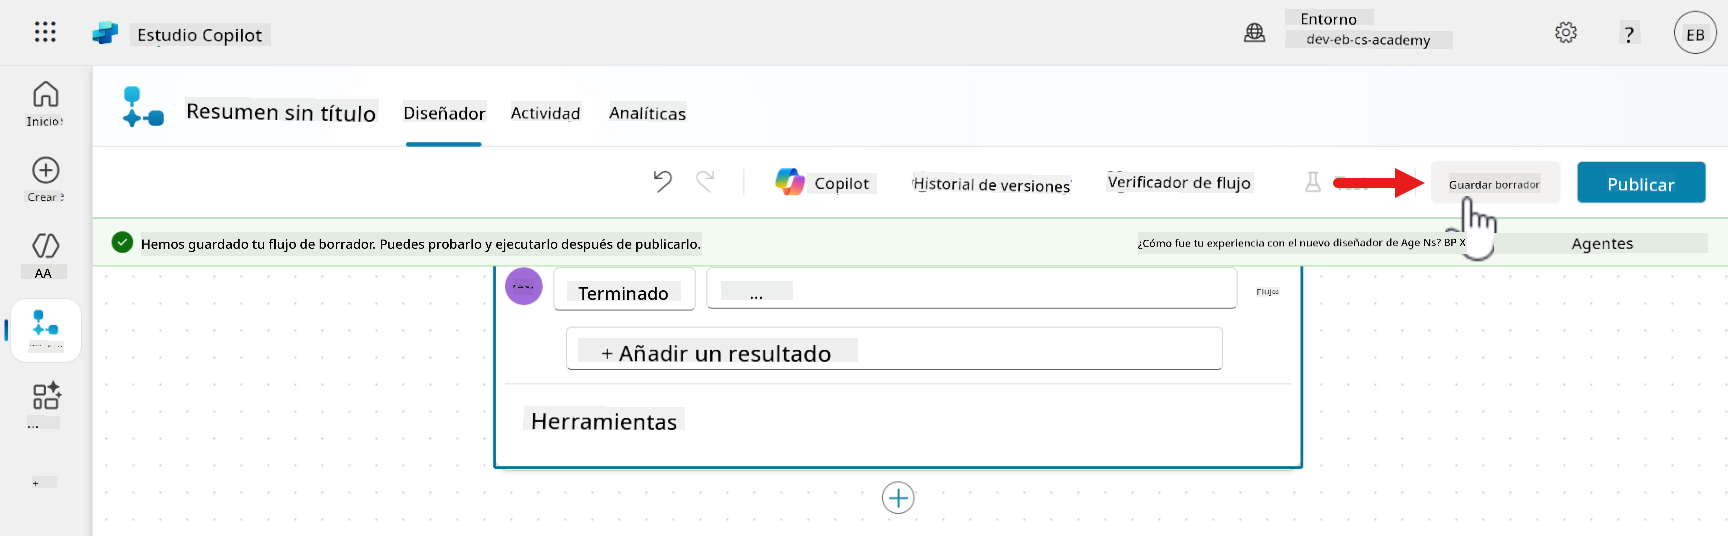 Estudio Copilot
Entorno
dev-eb-cs-academy
?
EB
Inicio
Crear
AA
...
+
Resumen sin título
Diseñador
Actividad
Analíticas
Copilot
Historial de versiones
Verificador de flujo
Guardar borrador
Publicar
Hemos guardado tu flujo de borrador. Puedes probarlo y ejecutarlo después de publicarlo.
¿Cómo fue tu experiencia con el nuevo diseñador de Age Ns? BP X
Agentes
Terminado
...
Flujos
+ Añadir un resultado
Herramientas